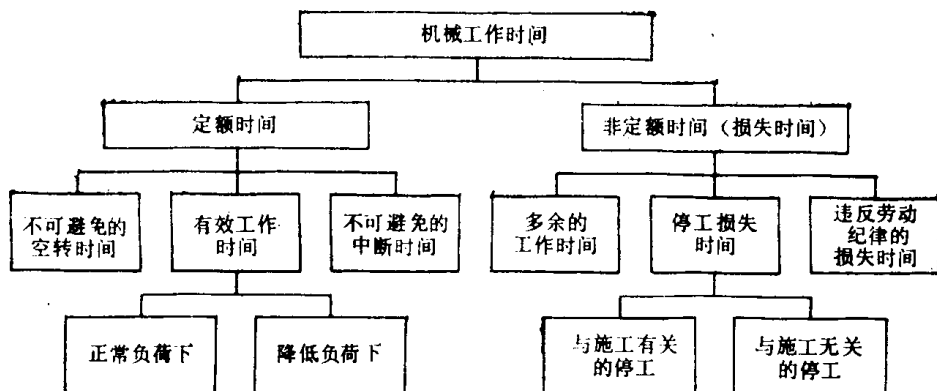 机械工作时间
定额时间
非定额时间（损失时间）
不可避免的
空转时间
有效工作
时间
不可避免的
中断时间
多余的
工作时间
停工损失
时间
违反劳动
纪律的
损失时间
正常负荷下
降低负荷下
与施工有关
的停工
与施工无关
的停工